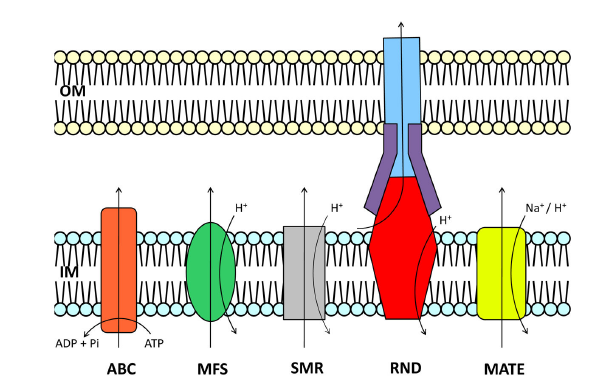 OM
H⁺
H⁺
H⁺
Na⁺/ H⁺
IM
ADP + Pi
ATP
ABC
MFS
SMR
RND
MATE